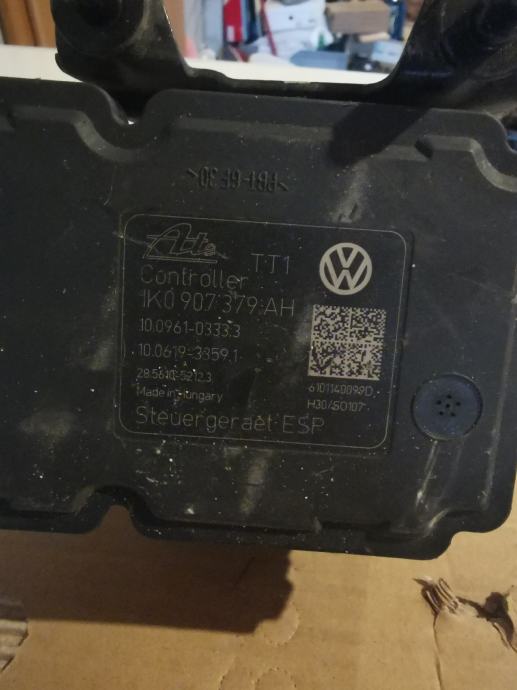 >PBT-GF30<
Ate
TT1
Controller
1K0 907 379 AH
10.0961-0333.3
10.0619-3359.1
28.5610-5212.3
Made in Hungary
6101140099D
H30/SO107
Steuergeraet ESP